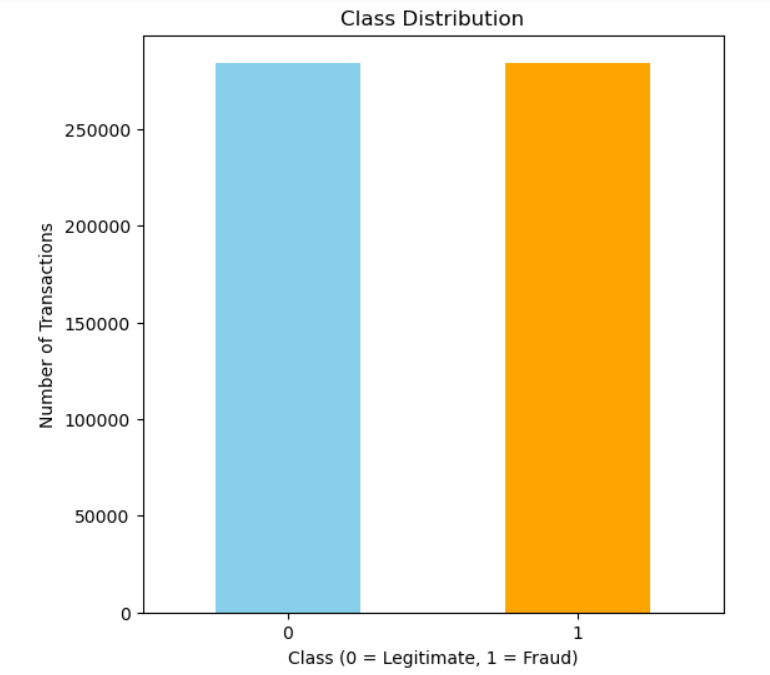 Class Distribution
Number of Transactions
250000
200000
150000
100000
50000
0
0 1
Class (0 = Legitimate, 1 = Fraud)